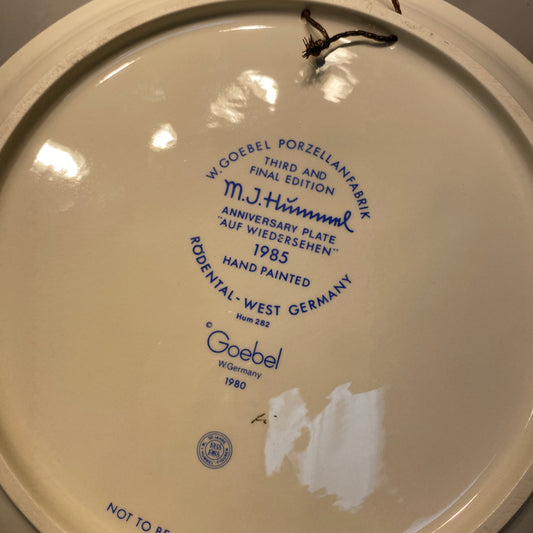 W. GOEBEL PORZELLANFABRIK
THIRD AND
FINAL EDITION
M.J. Hümmel
ANNIVERSARY PLATE
"AUF WIEDERSEHEN"
1985
HAND PAINTED
RÖDENTAL - WEST GERMANY
Hum 282
© Goebel
W.Germany
1980
NOT TO BE